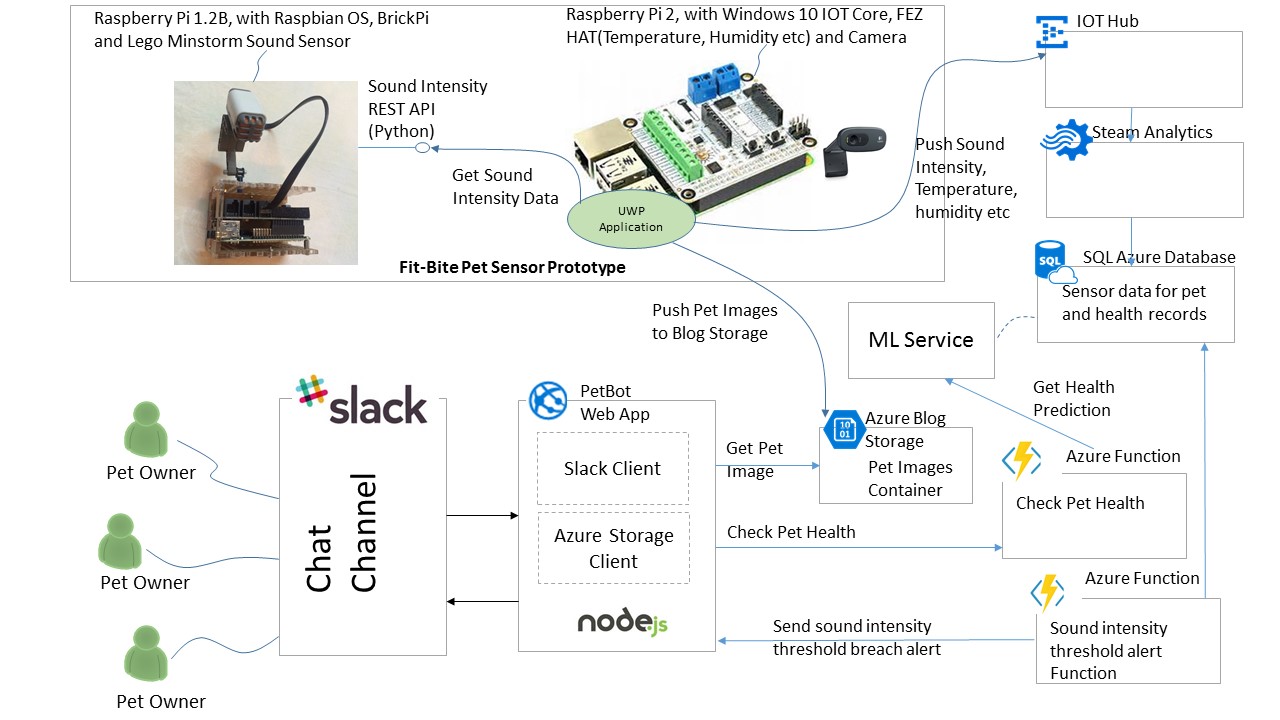 Raspberry Pi 1.2B, with Raspbian OS, BrickPi
and Lego Minstorm Sound Sensor
Raspberry Pi 2, with Windows 10 IOT Core, FEZ
HAT(Temperature, Humidity etc) and Camera
Sound Intensity
REST API
(Python)
Get Sound
Intensity Data
UWP
Application
Fit-Bite Pet Sensor Prototype
Push Sound
Intensity,
Temperature,
humidity etc
IOT Hub
Steam Analytics
SQL
SQL Azure Database
Sensor data for pet
and health records
Push Pet Images
to Blog Storage
ML Service
Get Health
Prediction
slack
Chat
Channel
Pet Owner
Pet Owner
Pet Owner
PetBot
Web App
Slack Client
Azure Storage
Client
node.js
Get Pet
Image
10
01
Azure Blog
Storage
Pet Images
Container
Check Pet Health
Azure Function
Check Pet Health
Azure Function
Sound intensity
threshold alert
Function
Send sound intensity
threshold breach alert